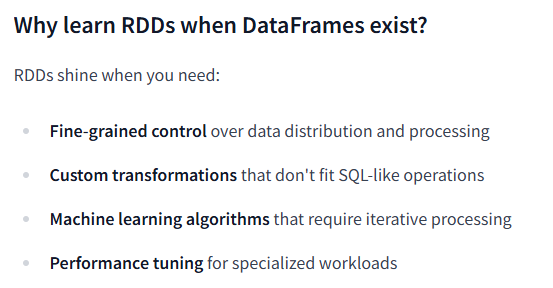 Why learn RDDs when DataFrames exist?
RDDs shine when you need:
Fine-grained control over data distribution and processing
Custom transformations that don't fit SQL-like operations
Machine learning algorithms that require iterative processing
Performance tuning for specialized workloads